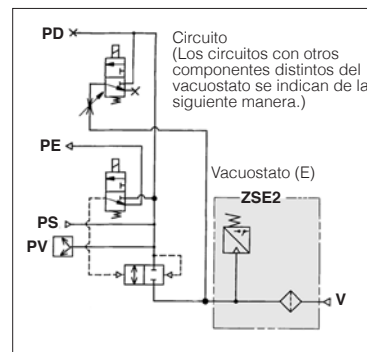 PD
Circuito
(Los circuitos con otros
componentes distintos del
vacuostato se indican de la
siguiente manera.)
PE
Vacuostato (E)
ZSE2
PS
PV
V